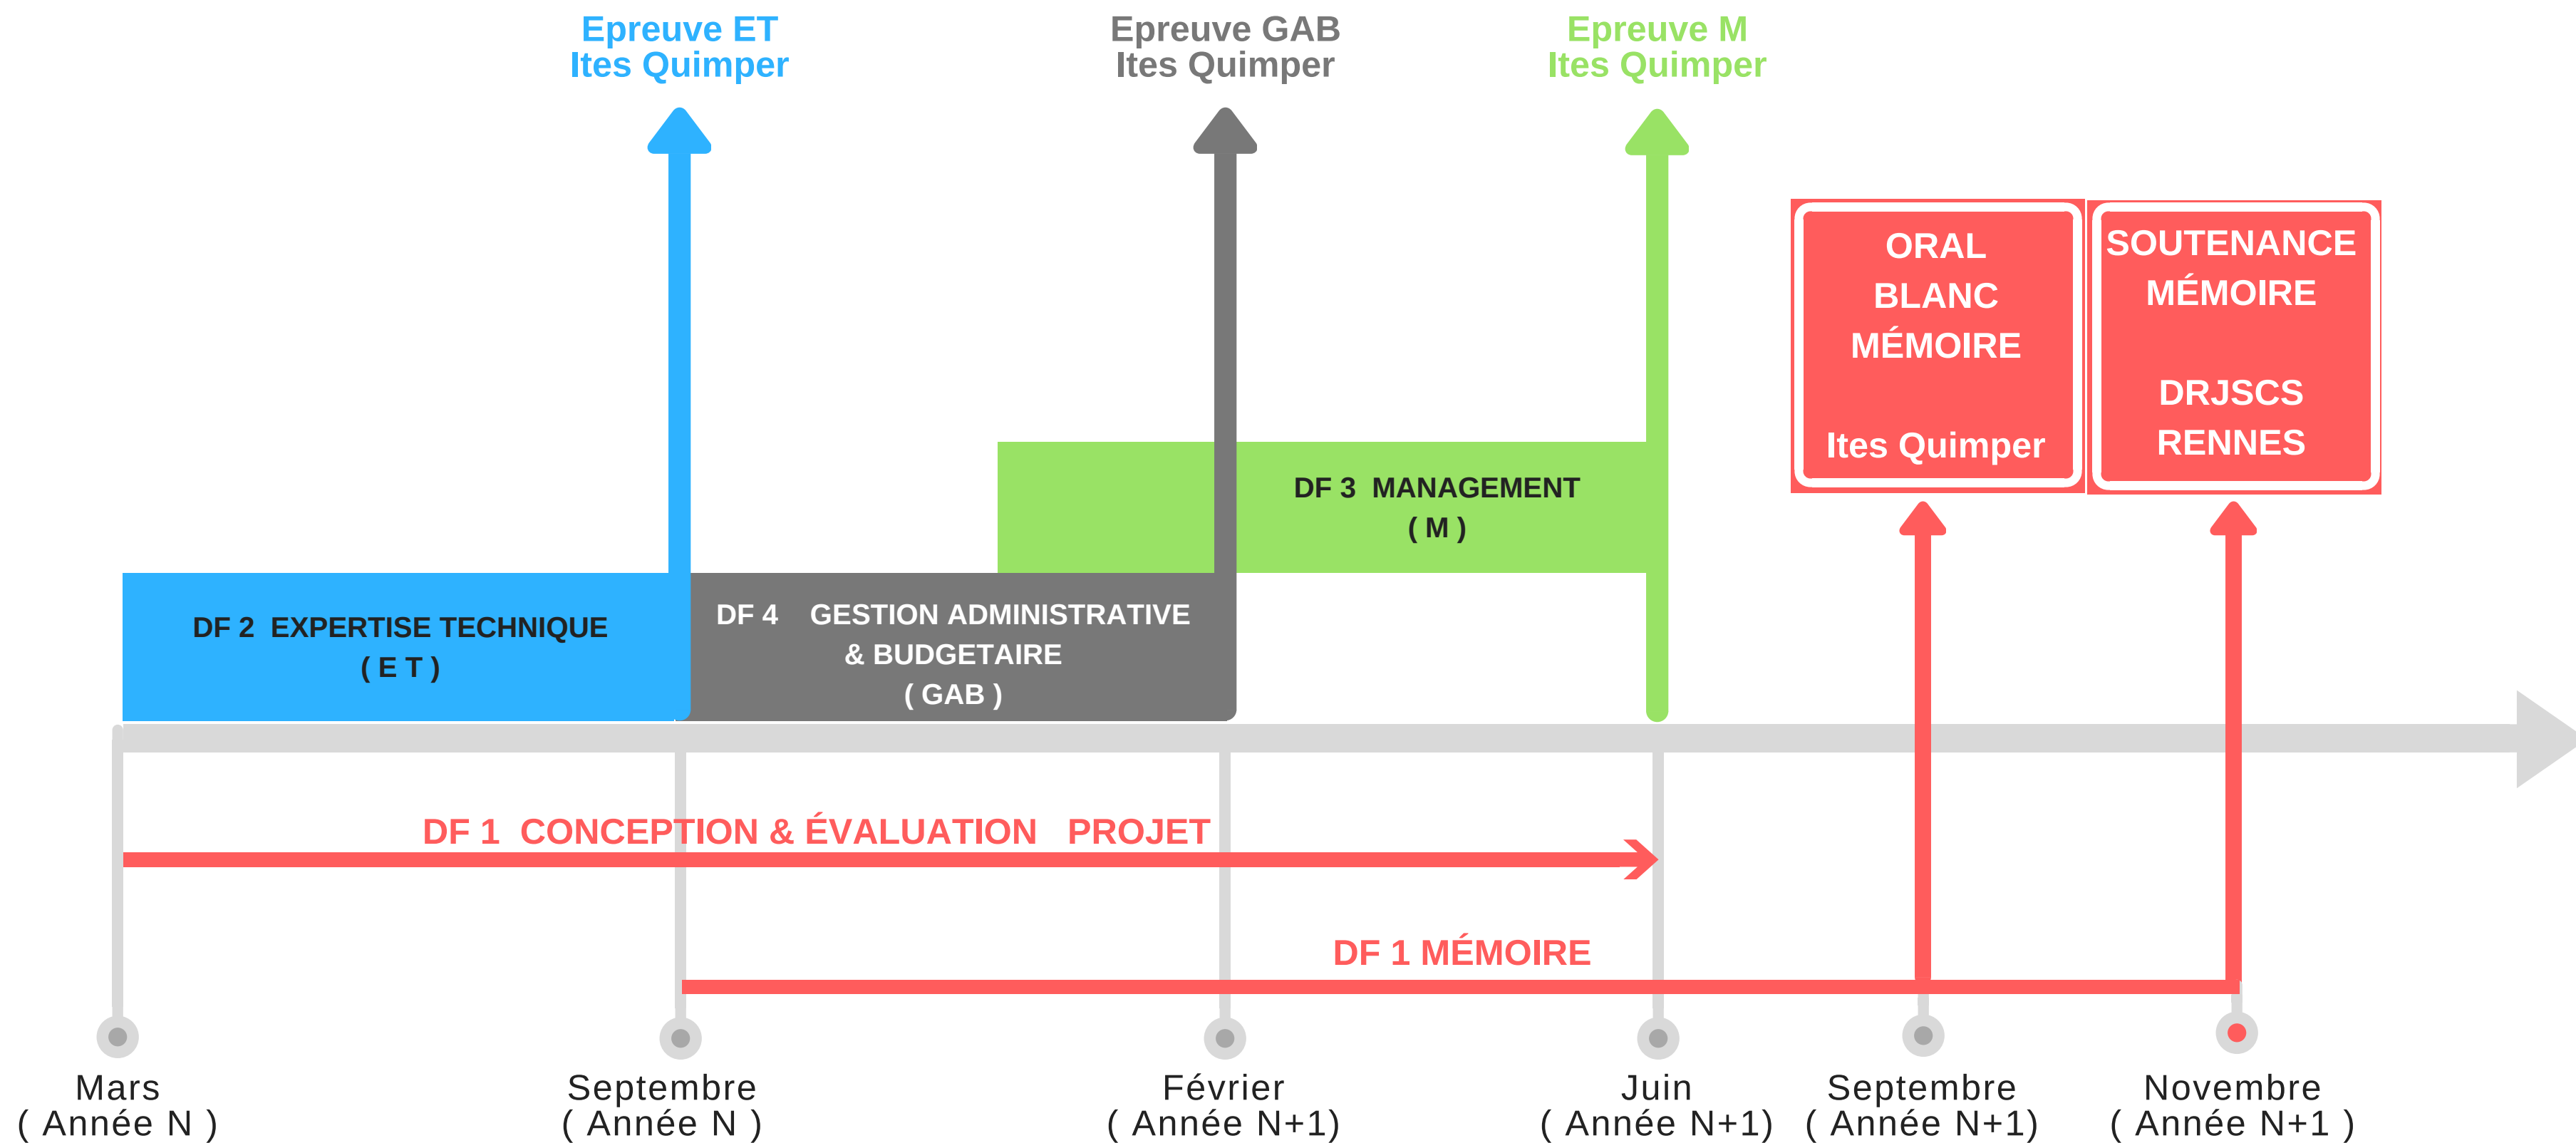 Epreuve ET
Ites Quimper
Epreuve GAB
Ites Quimper
Epreuve M
Ites Quimper
ORAL
BLANC
MÉMOIRE
Ites Quimper
SOUTENANCE
MÉMOIRE
DRJSCS
RENNES
DF 3  MANAGEMENT
( M )
DF 2  EXPERTISE TECHNIQUE
( E T )
DF 4    GESTION ADMINISTRATIVE
& BUDGETAIRE
( GAB )
DF 1  CONCEPTION & ÉVALUATION   PROJET
DF 1 MÉMOIRE
Mars
( Année N )
Septembre
( Année N )
Février
( Année N+1)
Juin
( Année N+1)
Septembre
( Année N+1)
Novembre
( Année N+1 )